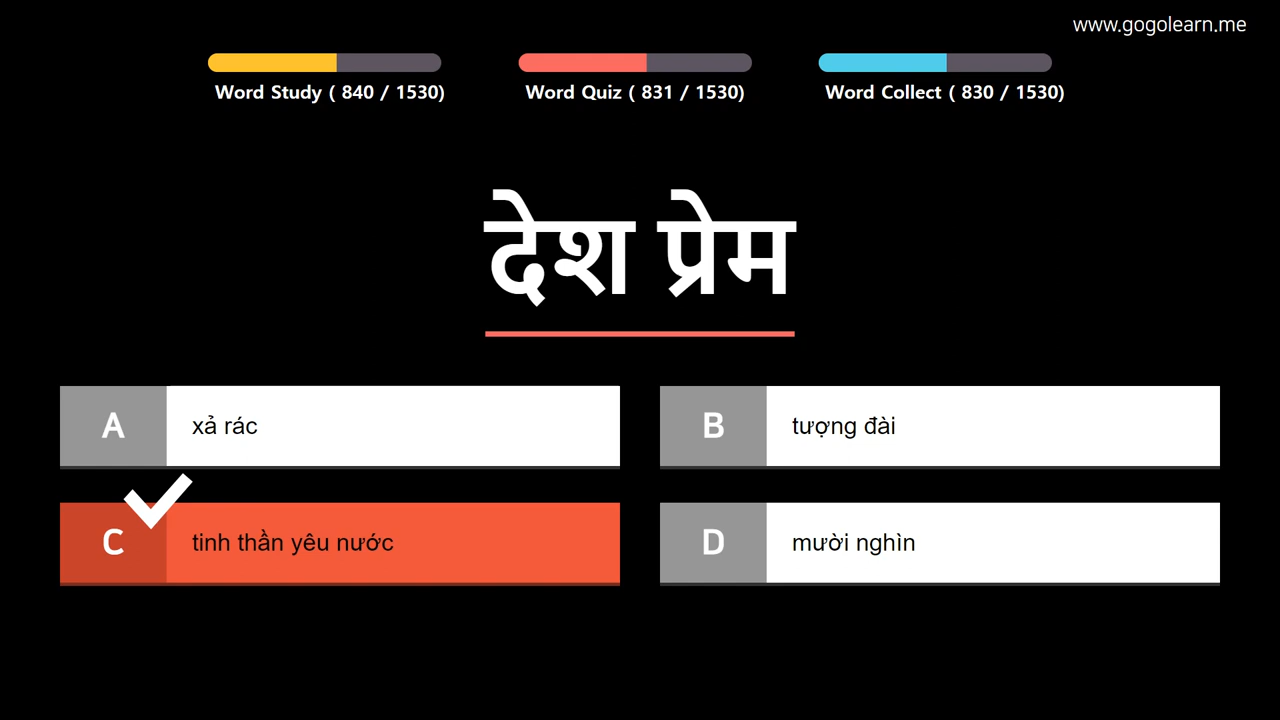 www.gogolearn.me
Word Study ( 840 / 1530)
Word Quiz ( 831 / 1530)
Word Collect ( 830 / 1530)
देश प्रेम
A
xả rác
B
tượng đài
C
tinh thần yêu nước
D
mười nghìn